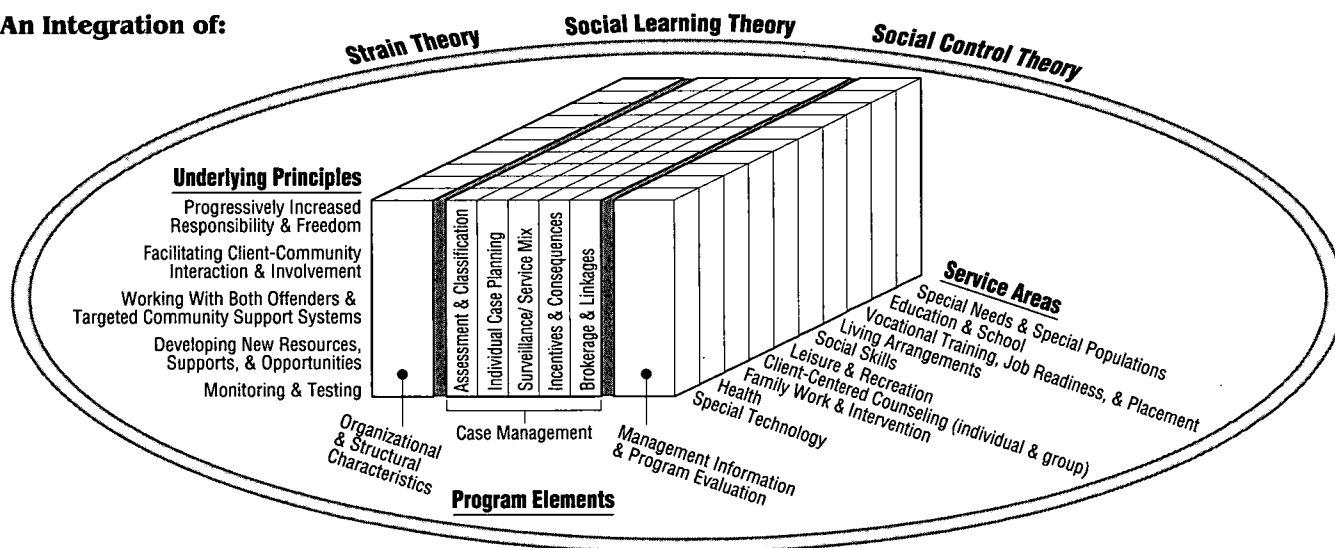 An Integration of:
Strain Theory
Social Learning Theory
Social Control Theory
Underlying Principles
Progressively Increased
Responsibility & Freedom
Facilitating Client-Community
Interaction & Involvement
Working With Both Offenders &
Targeted Community Support Systems
Developing New Resources,
Supports, & Opportunities
Monitoring & Testing
Assessment & Classification
Individual Case Planning
Surveillance/ Service Mix
Incentives & Consequences
Brokerage & Linkages
Organizational
& Structural
Characteristics
Case Management
Management Information
& Program Evaluation
Program Elements
Service Areas
Special Needs & Special Populations
Education & School
Vocational Training, Job Readiness, & Placement
Living Arrangements
Social Skills
Leisure & Recreation
Client-Centered Counseling (individual & group)
Family Work & Intervention
Health
Special Technology